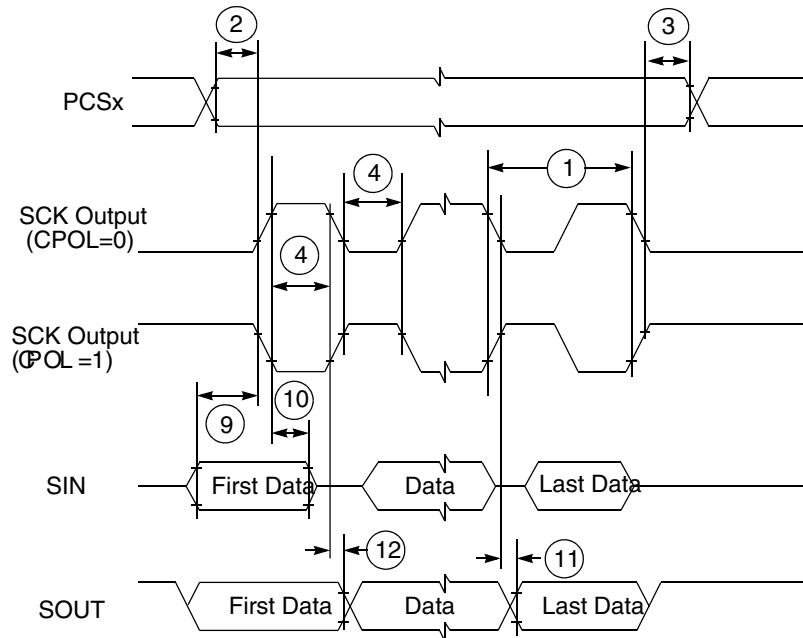 2
3
PCSx
4
1
SCK Output
(CPOL=0)
4
SCK Output
(CPOL =1)
9
10
SIN
First Data
Data
Last Data
12
11
SOUT
First Data
Data
Last Data